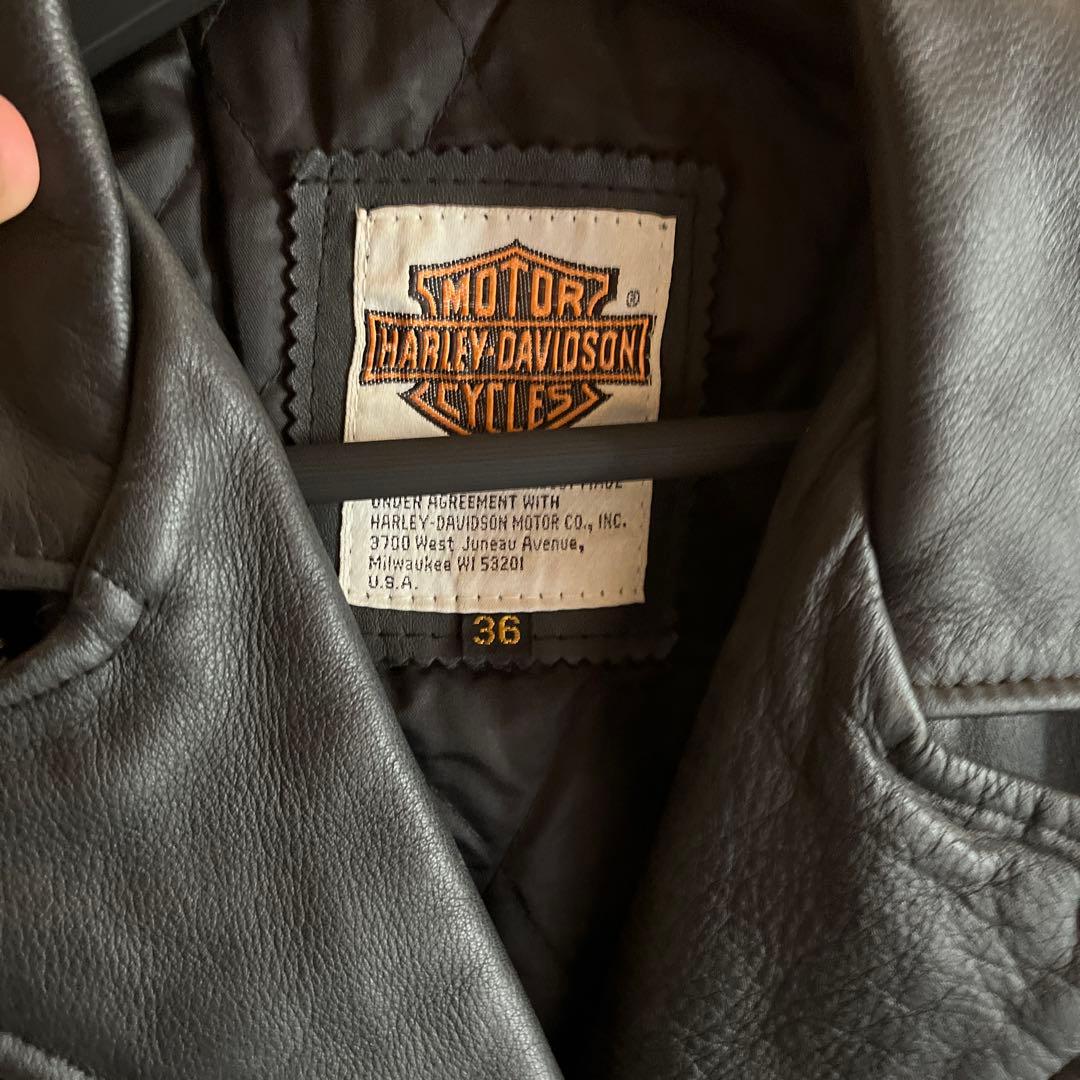 MOTOR
®
HARLEY-DAVIDSON
CYCLES
UNDER AGREEMENT WITH
HARLEY-DAVIDSON MOTOR CO., INC.
3700 West Juneau Avenue,
Milwaukee WI 53201
U.S.A.
36